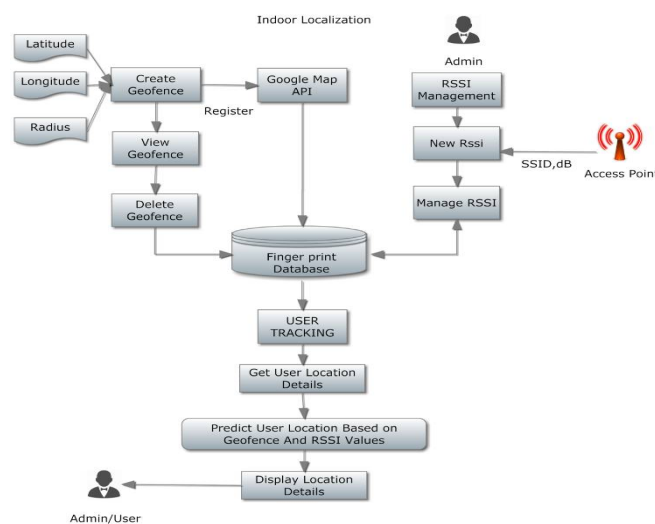 Indoor Localization
Latitude
Longitude
Radius
Create
Geofence
Register
Google Map
API
View
Geofence
Delete
Geofence
Admin
RSSI
Management
New Rssi
SSID,dB
Access Point
Manage RSSI
Finger print
Database
USER
TRACKING
Get User Location
Details
Predict User Location Based on
Geofence And RSSI Values
Display Location
Details
Admin/User